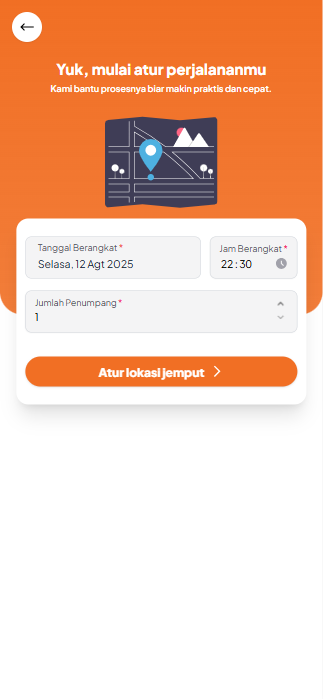 Yuk, mulai atur perjalananmu
Kami bantu prosesnya biar makin praktis dan cepat.
Tanggal Berangkat *
Selasa, 12 Agt 2025
Jam Berangkat *
22 : 30
Jumlah Penumpang *
1
Atur lokasi jemput